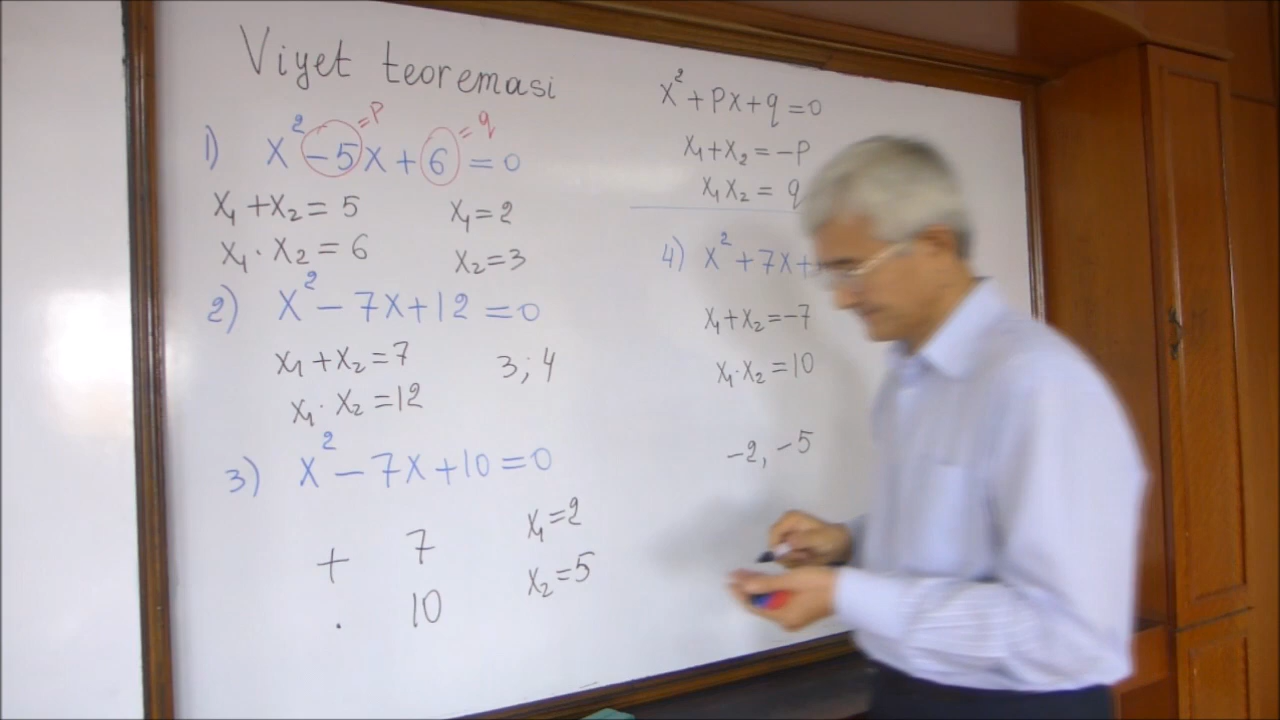 Viyet teoremasi
1) x² - 5x + 6 = 0
= p
= q
x₁ + x₂ = 5
x₁ · x₂ = 6
x₁ = 2
x₂ = 3
2) x² - 7x + 12 = 0
x₁ + x₂ = 7
x₁ · x₂ = 12
3; 4
3) x² - 7x + 10 = 0
+ 7
· 10
x₁ = 2
x₂ = 5
x² + px + q = 0
x₁ + x₂ = -p
x₁ x₂ = q
4) x² + 7x +
x₁ + x₂ = -7
x₁ · x₂ = 10
-2, -5